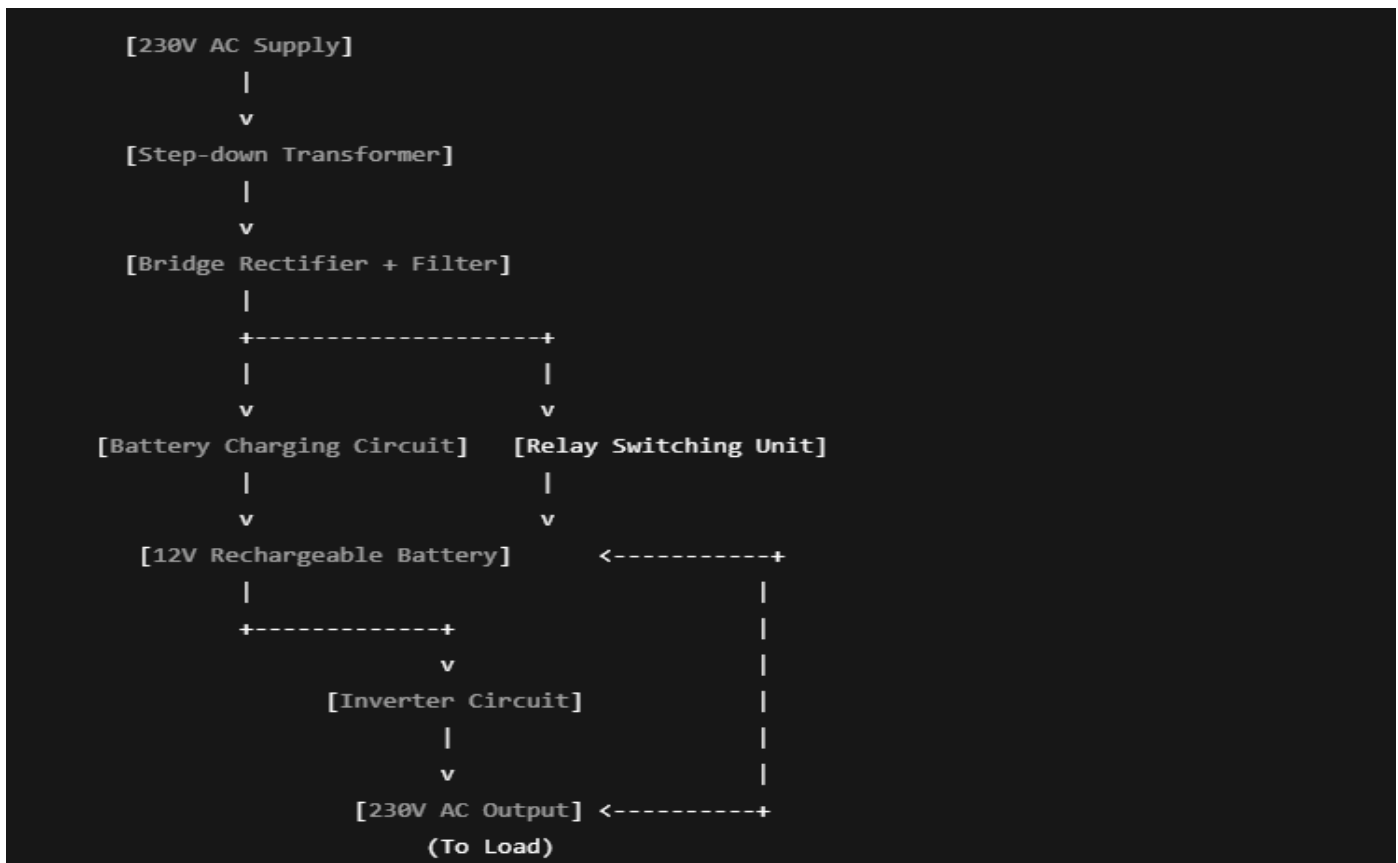 [230V AC Supply]
|
v
[Step-down Transformer]
|
v
[Bridge Rectifier + Filter]
|
+---------------------+
| |
v v
[Battery Charging Circuit] [Relay Switching Unit]
| |
v v
[12V Rechargeable Battery] <-----------+
| |
+-------------+ |
v |
[Inverter Circuit] |
| |
v |
[230V AC Output] <----------+
(To Load)